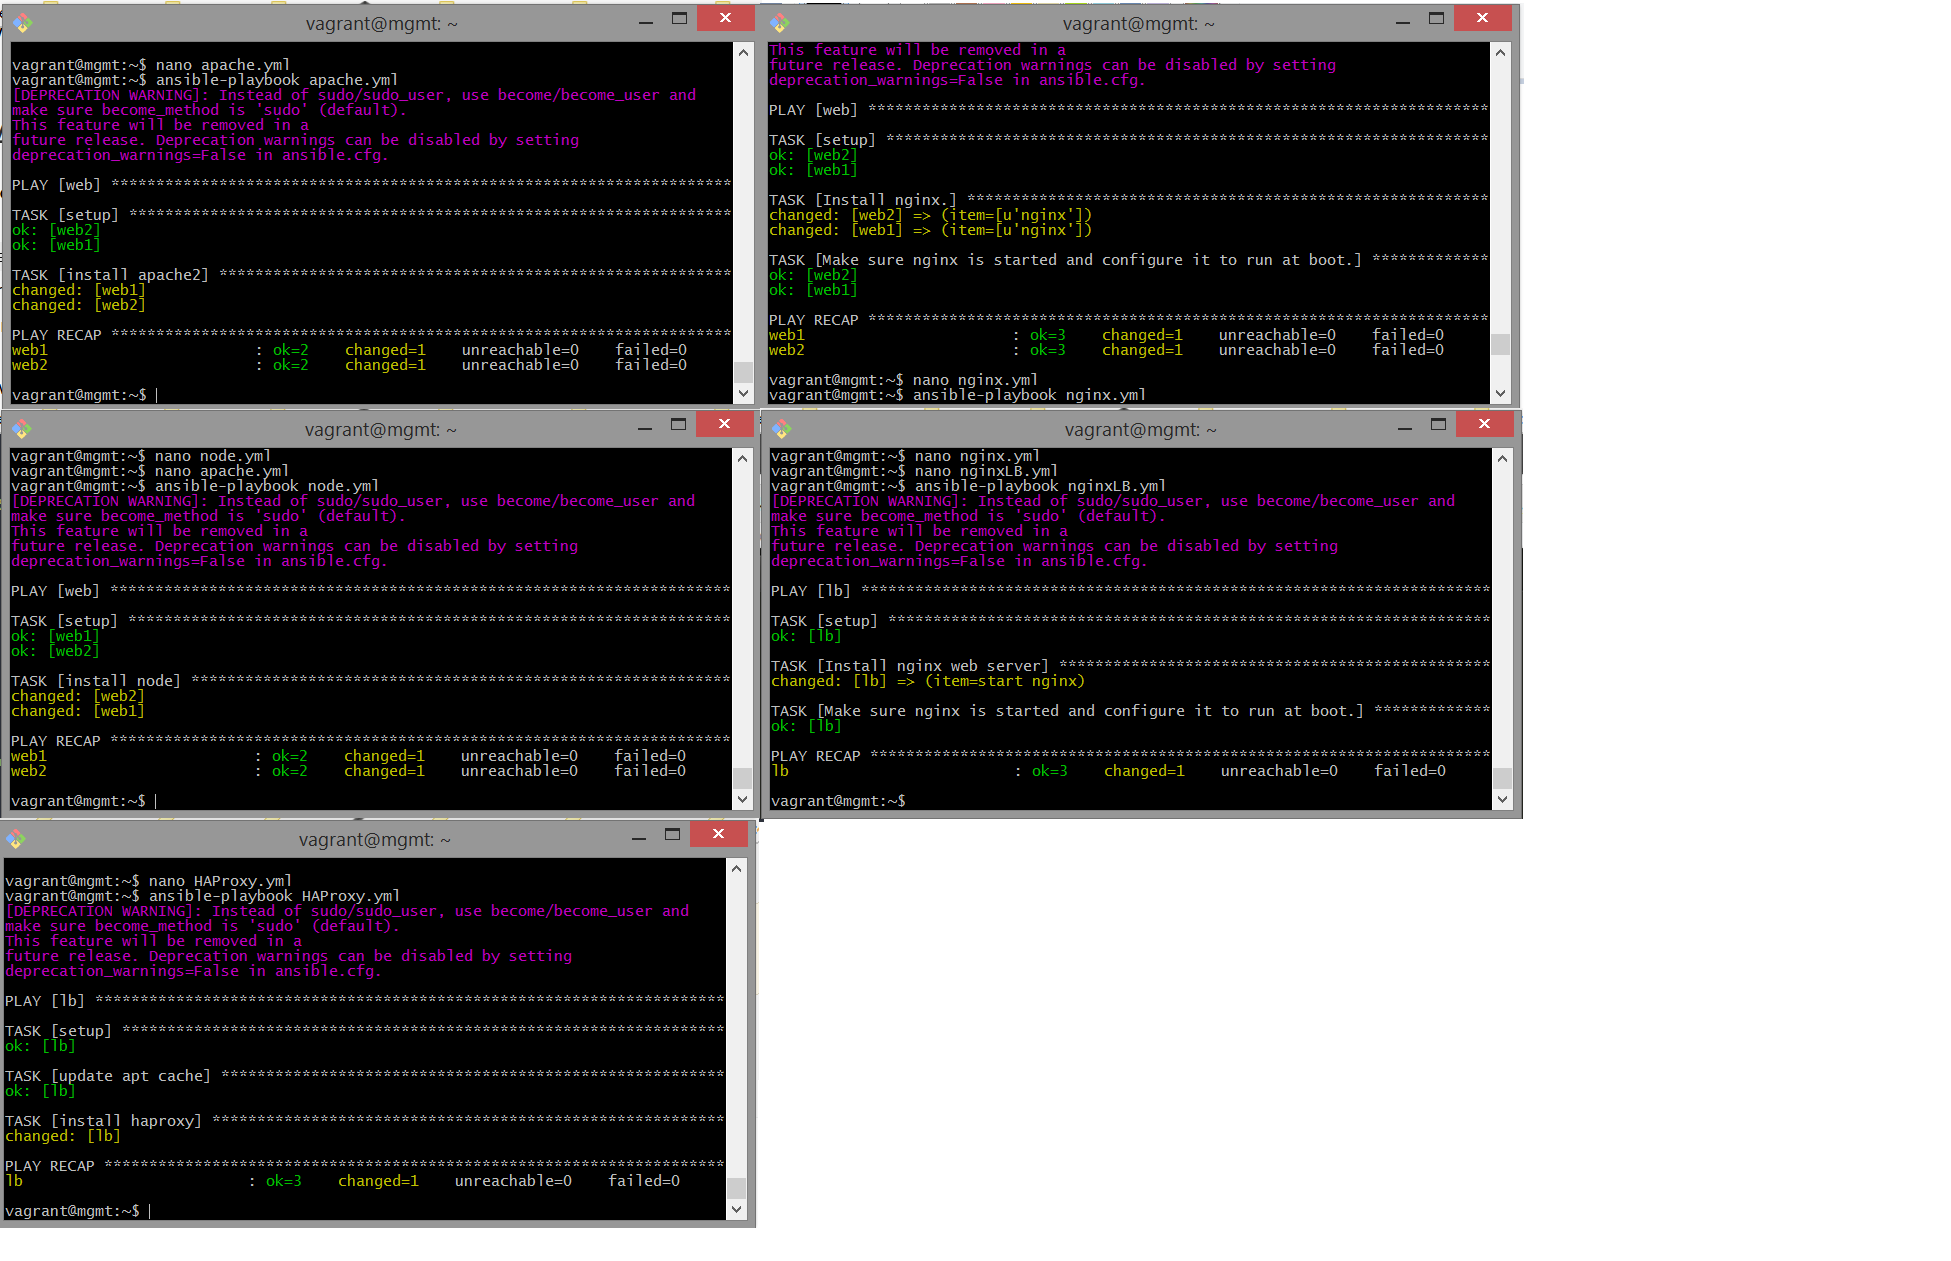 vagrant@mgmt: ~
vagrant@mgmt:~$ nano apache.yml
vagrant@mgmt:~$ ansible-playbook apache.yml
[DEPRECATION WARNING]: Instead of sudo/sudo_user, use become/become_user and
make sure become_method is 'sudo' (default).
This feature will be removed in a
future release. Deprecation warnings can be disabled by setting
deprecation_warnings=False in ansible.cfg.
PLAY [web] *********************************************************************
TASK [setup] *******************************************************************
ok: [web2]
ok: [web1]
TASK [install apache2] *********************************************************
changed: [web1]
changed: [web2]
PLAY RECAP *********************************************************************
web1                       : ok=2    changed=1    unreachable=0    failed=0
web2                       : ok=2    changed=1    unreachable=0    failed=0
vagrant@mgmt:~$
vagrant@mgmt: ~
This feature will be removed in a
future release. Deprecation warnings can be disabled by setting
deprecation_warnings=False in ansible.cfg.
PLAY [web] *********************************************************************
TASK [setup] *******************************************************************
ok: [web2]
ok: [web1]
TASK [Install nginx.] **********************************************************
changed: [web2] => (item=[u'nginx'])
changed: [web1] => (item=[u'nginx'])
TASK [Make sure nginx is started and configure it to run at boot.] *************
ok: [web2]
ok: [web1]
PLAY RECAP *********************************************************************
web1                       : ok=3    changed=1    unreachable=0    failed=0
web2                       : ok=3    changed=1    unreachable=0    failed=0
vagrant@mgmt:~$ nano nginx.yml
vagrant@mgmt:~$ ansible-playbook nginx.yml
vagrant@mgmt: ~
vagrant@mgmt:~$ nano node.yml
vagrant@mgmt:~$ nano apache.yml
vagrant@mgmt:~$ ansible-playbook node.yml
[DEPRECATION WARNING]: Instead of sudo/sudo_user, use become/become_user and
make sure become_method is 'sudo' (default).
This feature will be removed in a
future release. Deprecation warnings can be disabled by setting
deprecation_warnings=False in ansible.cfg.
PLAY [web] *********************************************************************
TASK [setup] *******************************************************************
ok: [web1]
ok: [web2]
TASK [install node] ************************************************************
changed: [web2]
changed: [web1]
PLAY RECAP *********************************************************************
web1                       : ok=2    changed=1    unreachable=0    failed=0
web2                       : ok=2    changed=1    unreachable=0    failed=0
vagrant@mgmt:~$
vagrant@mgmt: ~
vagrant@mgmt:~$ nano nginx.yml
vagrant@mgmt:~$ nano nginxLB.yml
vagrant@mgmt:~$ ansible-playbook nginxLB.yml
[DEPRECATION WARNING]: Instead of sudo/sudo_user, use become/become_user and
make sure become_method is 'sudo' (default).
This feature will be removed in a
future release. Deprecation warnings can be disabled by setting
deprecation_warnings=False in ansible.cfg.
PLAY [lb] **********************************************************************
TASK [setup] *******************************************************************
ok: [lb]
TASK [Install nginx web server] ************************************************
changed: [lb] => (item=start nginx)
TASK [Make sure nginx is started and configure it to run at boot.] *************
ok: [lb]
PLAY RECAP *********************************************************************
lb                         : ok=3    changed=1    unreachable=0    failed=0
vagrant@mgmt:~$
vagrant@mgmt: ~
vagrant@mgmt:~$ nano HAProxy.yml
vagrant@mgmt:~$ ansible-playbook HAProxy.yml
[DEPRECATION WARNING]: Instead of sudo/sudo_user, use become/become_user and
make sure become_method is 'sudo' (default).
This feature will be removed in a
future release. Deprecation warnings can be disabled by setting
deprecation_warnings=False in ansible.cfg.
PLAY [lb] **********************************************************************
TASK [setup] *******************************************************************
ok: [lb]
TASK [update apt cache] ********************************************************
ok: [lb]
TASK [install haproxy] *********************************************************
changed: [lb]
PLAY RECAP *********************************************************************
lb                         : ok=3    changed=1    unreachable=0    failed=0
vagrant@mgmt:~$